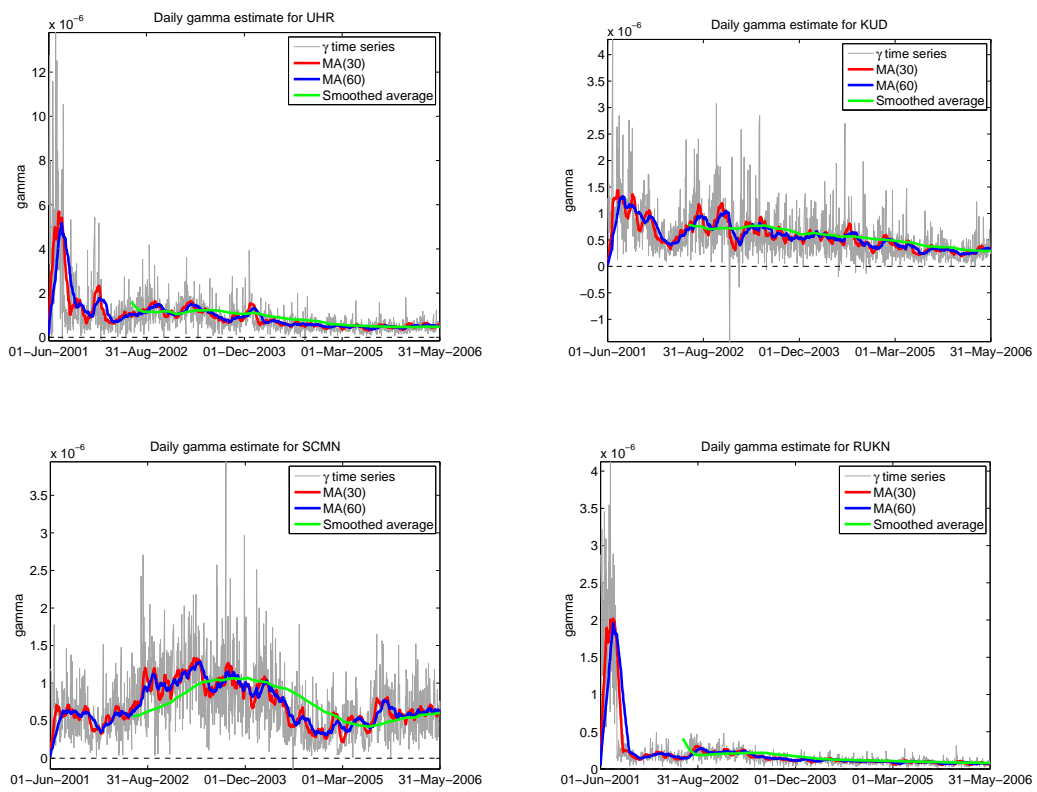 Daily gamma estimate for UHR
x 10⁻⁶
gamma
12
10
8
6
4
2
0
01−Jun−2001 31−Aug−2002 01−Dec−2003 01−Mar−2005 31−May−2006
γ time series
MA(30)
MA(60)
Smoothed average
Daily gamma estimate for KUD
x 10⁻⁶
gamma
4
3.5
3
2.5
2
1.5
1
0.5
0
−0.5
−1
01−Jun−2001 31−Aug−2002 01−Dec−2003 01−Mar−2005 31−May−2006
γ time series
MA(30)
MA(60)
Smoothed average
Daily gamma estimate for SCMN
x 10⁻⁶
gamma
3.5
3
2.5
2
1.5
1
0.5
0
01−Jun−2001 31−Aug−2002 01−Dec−2003 01−Mar−2005 31−May−2006
γ time series
MA(30)
MA(60)
Smoothed average
Daily gamma estimate for RUKN
x 10⁻⁶
gamma
4
3.5
3
2.5
2
1.5
1
0.5
0
01−Jun−2001 31−Aug−2002 01−Dec−2003 01−Mar−2005 31−May−2006
γ time series
MA(30)
MA(60)
Smoothed average